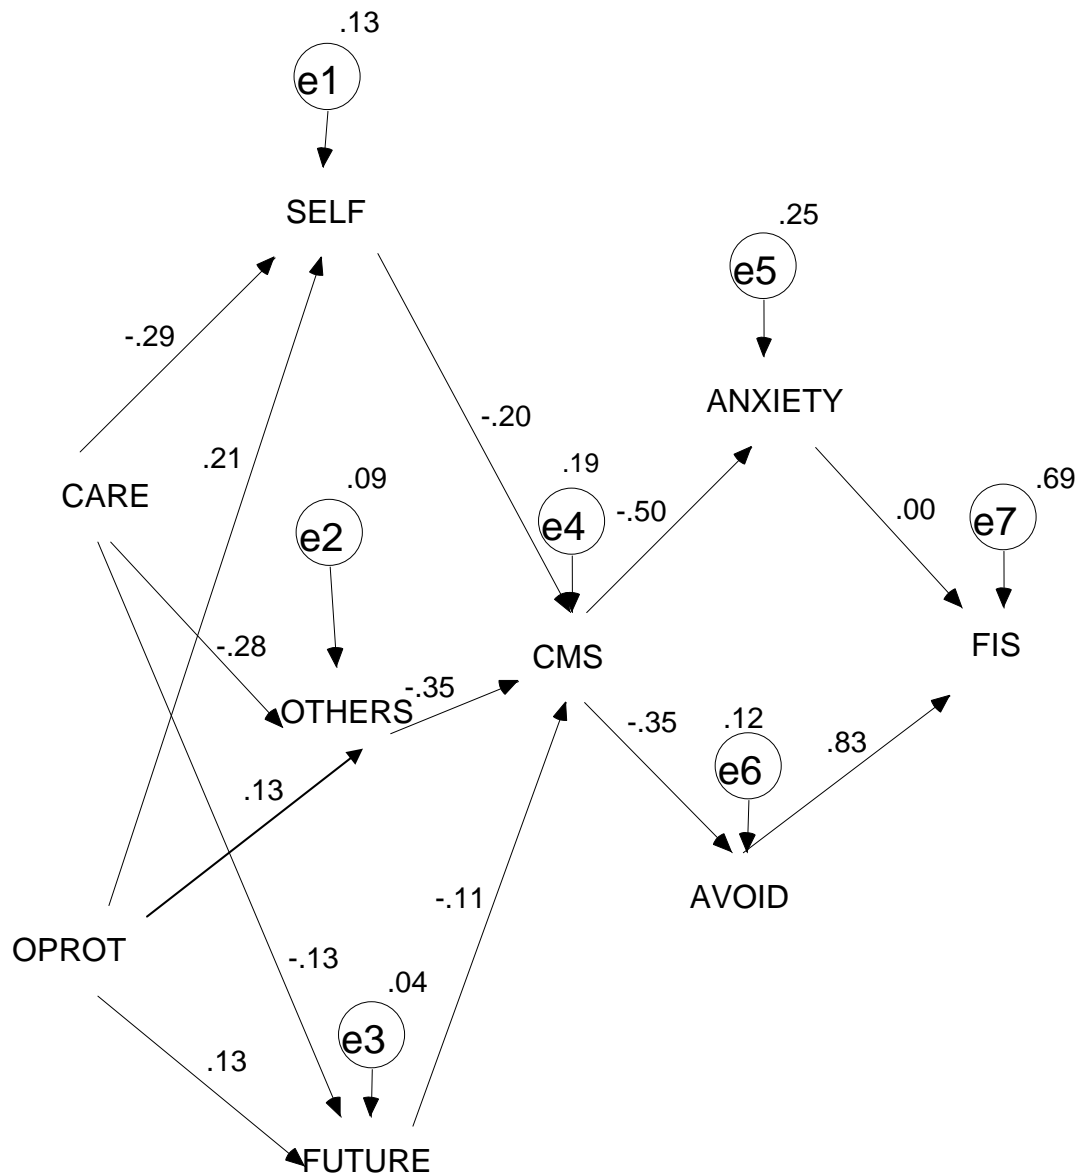 .13
e1
SELF
.25
e5
-.29
ANXIETY
-.20
.21
.19
.09
.69
CARE
-.50
.00
e7
e4
e2
-.28
FIS
CMS
-.35
OTHERS
-.35
.12
.83
e6
.13
AVOID
-.11
OPROT
-.13
.04
e3
.13
FUTURE